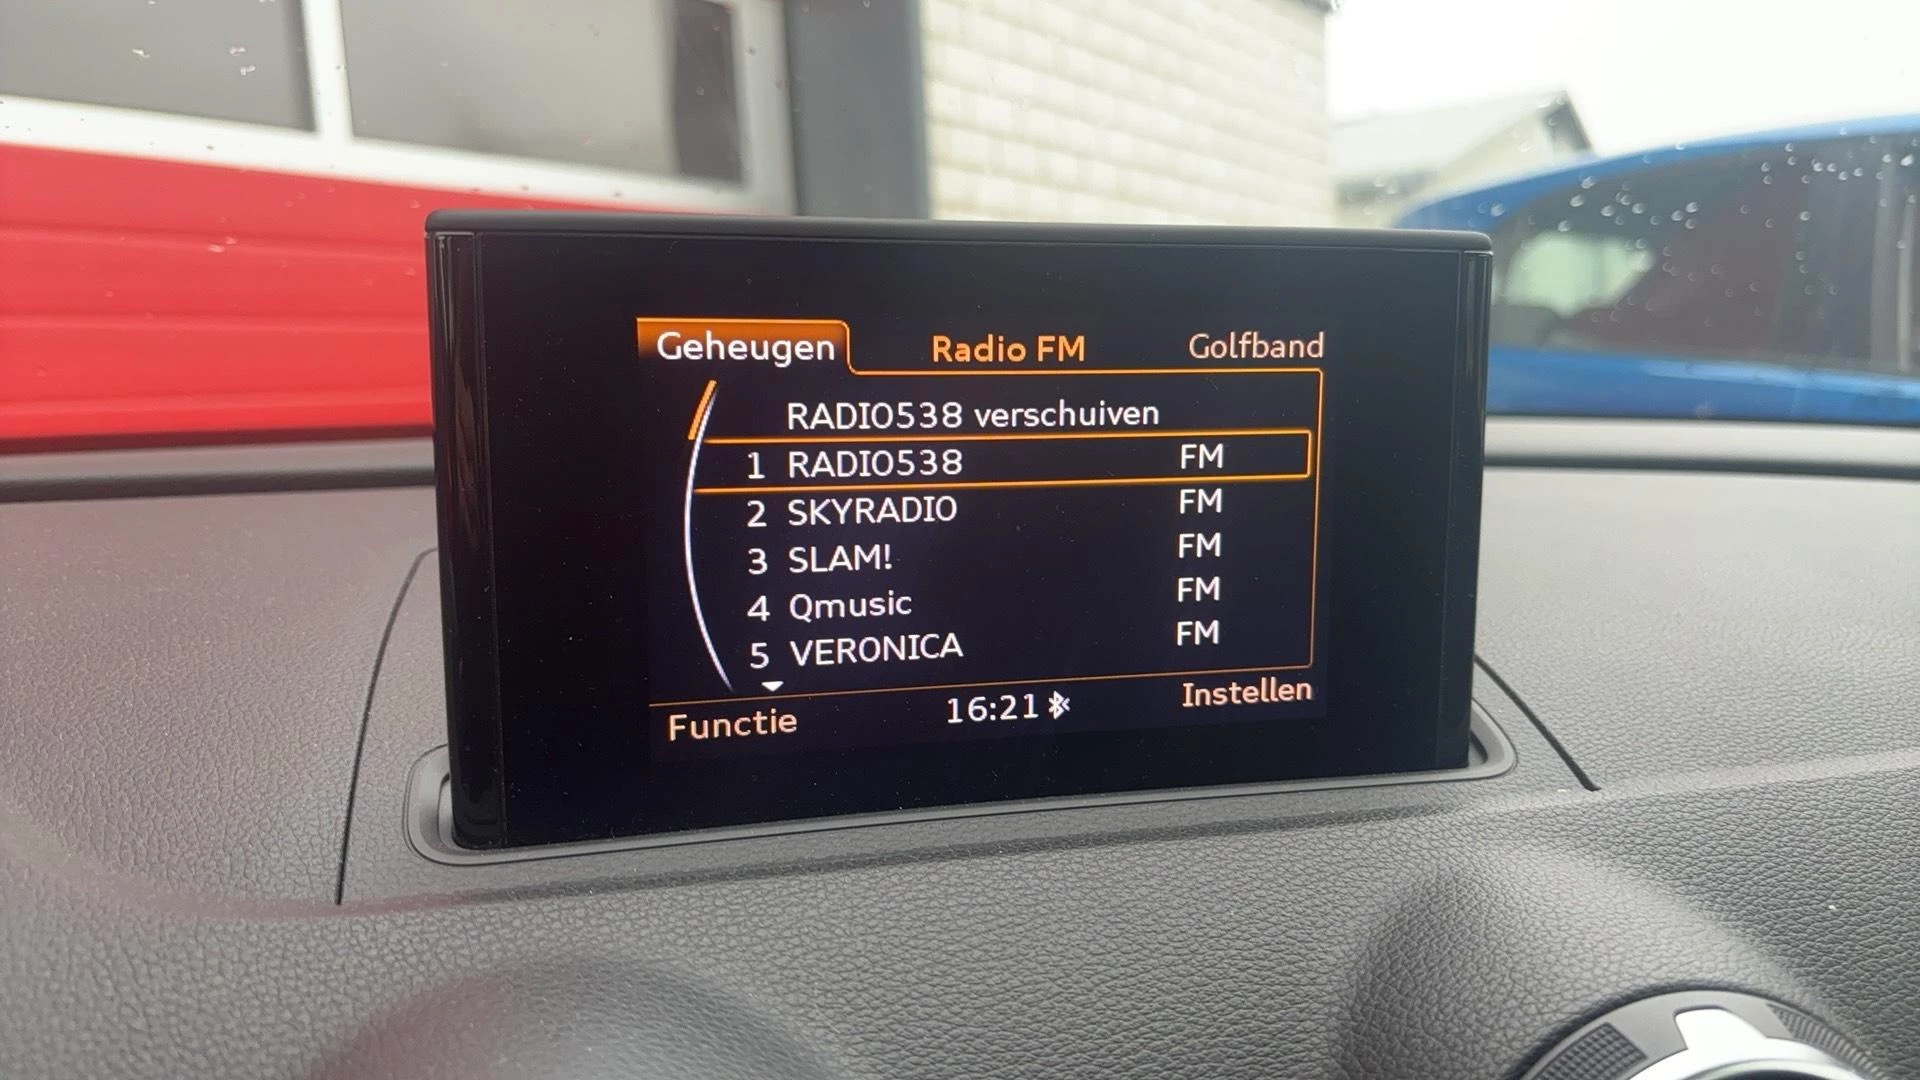 Geheugen Radio FM Golfband
RADIO538 verschuiven
1 RADIO538 FM
2 SKYRADIO FM
3 SLAM! FM
4 Qmusic FM
5 VERONICA FM
Functie 16:21 Instellen